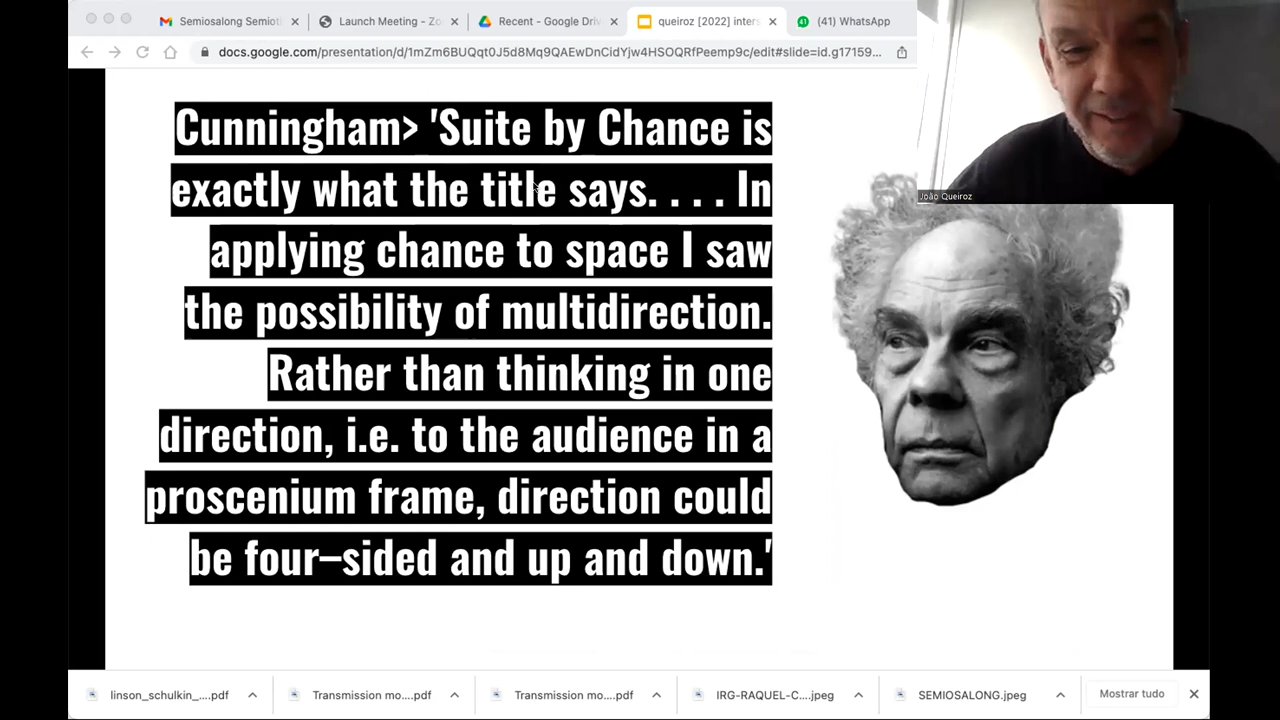 Semiosalong Semioti
Launch Meeting - Zo
Recent - Google Driv
queiroz [2022] inters
(41) WhatsApp
docs.google.com/presentation/d/1mZm6BUQqt0J5d8Mq9QAEwDnCidYjw4HSOQRfPeemp9c/edit#slide=id.g17159...
João Queiroz
Cunningham> 'Suite by Chance is
exactly what the title says. . . . In
applying chance to space I saw
the possibility of multidirection.
Rather than thinking in one
direction, i.e. to the audience in a
proscenium frame, direction could
be four–sided and up and down.'
linson_schulkin_....pdf
Transmission mo....pdf
Transmission mo....pdf
IRG-RAQUEL-C....jpeg
SEMIOSALONG.jpeg
Mostrar tudo